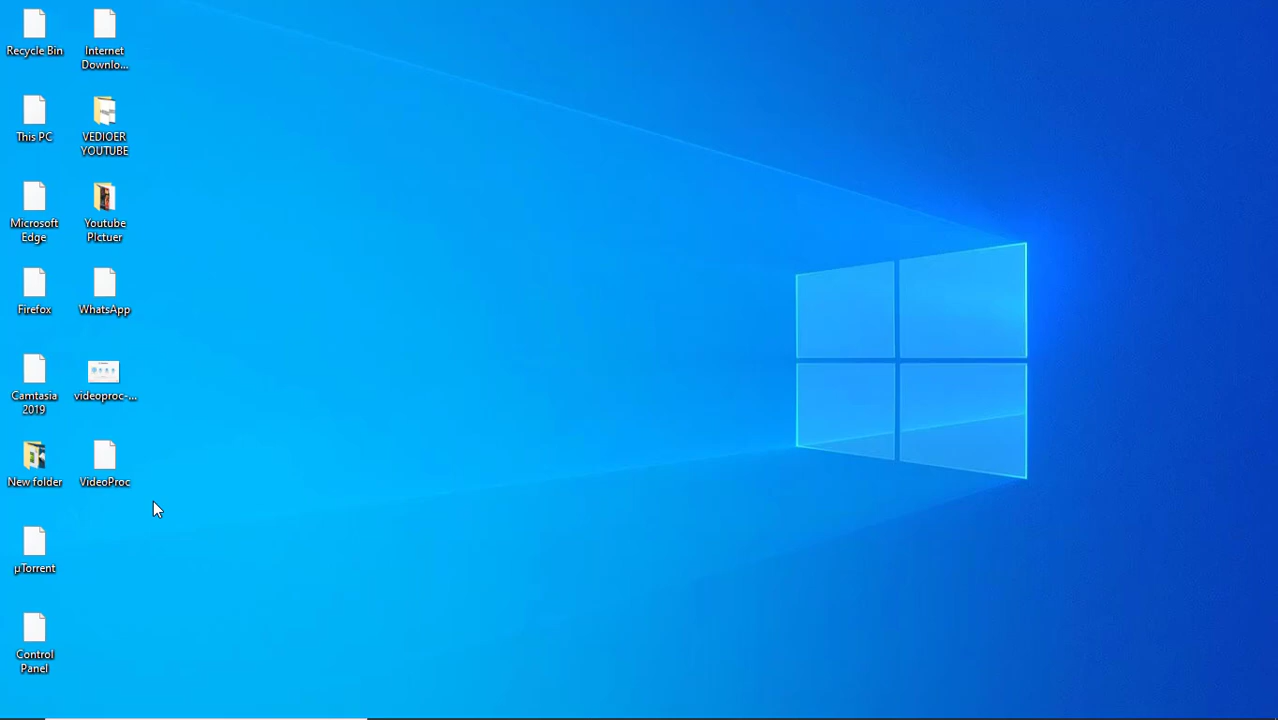 Recycle Bin
Internet
Downlo...
This PC
VEDIOER
YOUTUBE
Microsoft
Edge
Youtube
PIctuer
Firefox
WhatsApp
Camtasia
2019
videoproc-...
New folder
VideoProc
µTorrent
Control
Panel